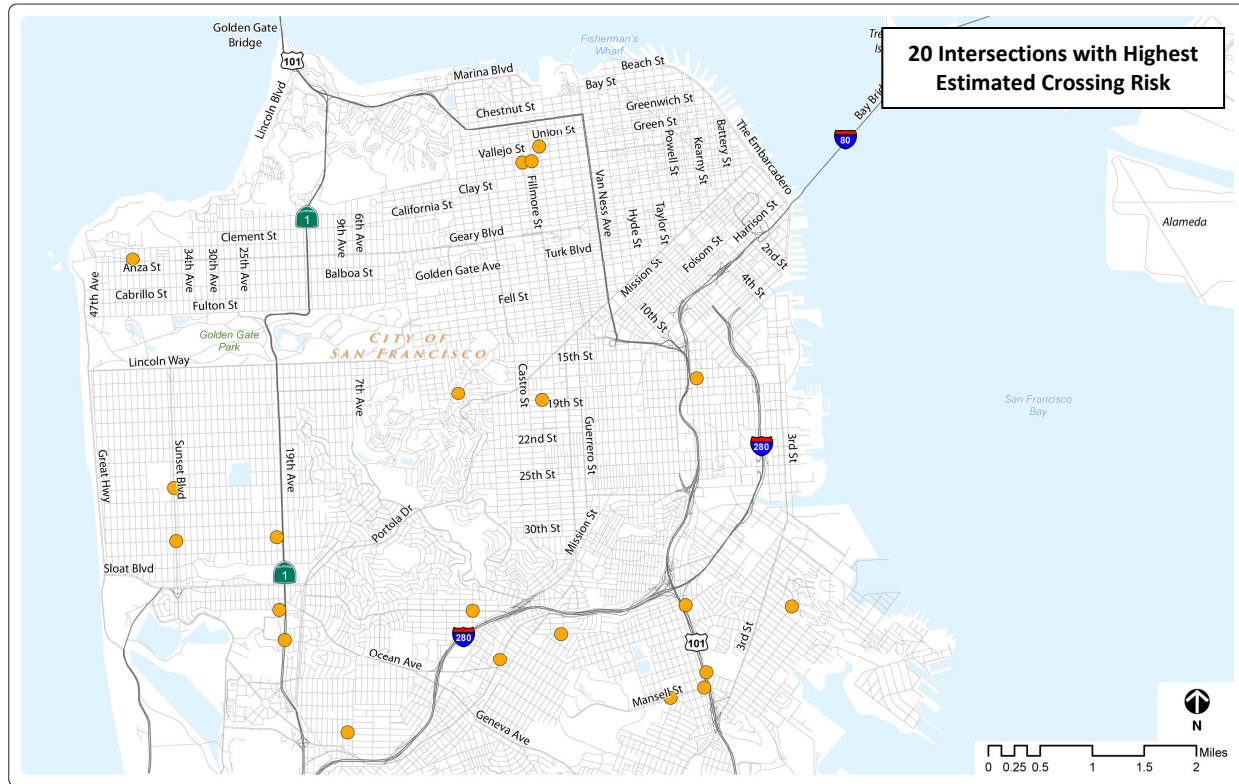 20 Intersections with Highest
Estimated Crossing Risk
Golden Gate
Bridge
101
Fisherman's
Wharf
Tre
Is
Bay Brid
80
Lincoln Blvd
Marina Blvd
Beach St
Bay St
Chestnut St
Greenwich St
Union St
Green St
Vallejo St
Powell St
Kearny St
Battery St
The Embarcadero
Clay St
Fillmore St
Van Ness Ave
California St
Hyde St
Taylor St
Harrison St
1
6th Ave
9th Ave
Clement St
Geary Blvd
Turk Blvd
Folsom St
2nd St
Alameda
47th Ave
Anza St
34th Ave
30th Ave
25th Ave
Balboa St
Golden Gate Ave
Mission St
4th St
Cabrillo St
Fulton St
Fell St
10th St
Golden Gate
Park
CITY OF
SAN FRANCISCO
Lincoln Way
15th St
7th Ave
Castro St
19th St
San Francisco
Bay
Great Hwy
Sunset Blvd
19th Ave
22nd St
Guerrero St
280
3rd St
25th St
Portola Dr
30th St
Mission St
Sloat Blvd
1
280
101
3rd St
Ocean Ave
Mansell St
Geneva Ave
N
0 0.25 0.5 1 1.5 2 Miles